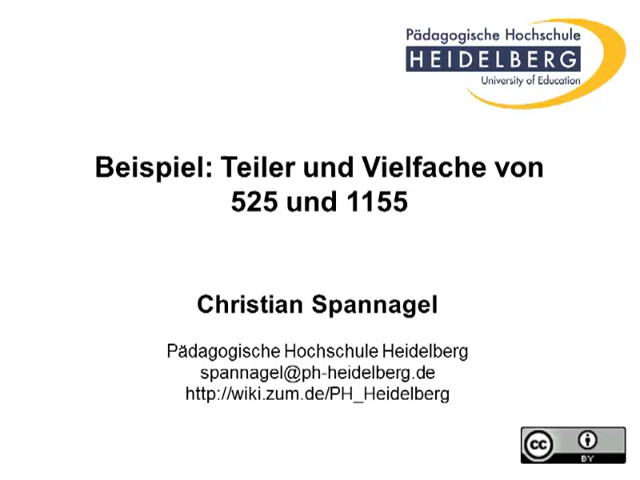 Pädagogische Hochschule
HEIDELBERG
University of Education
Beispiel: Teiler und Vielfache von
525 und 1155
Christian Spannagel
Pädagogische Hochschule Heidelberg
spannagel@ph-heidelberg.de
http://wiki.zum.de/PH_Heidelberg
cc
BY